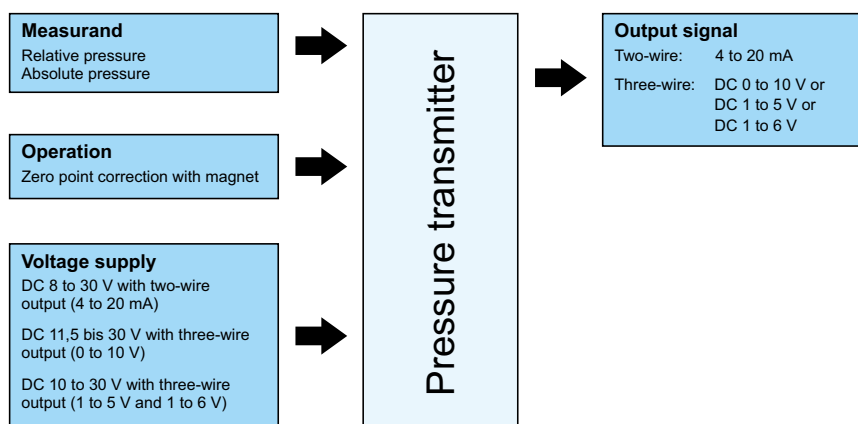 Measurand
Relative pressure
Absolute pressure
Operation
Zero point correction with magnet
Voltage supply
DC 8 to 30 V with two-wire
output (4 to 20 mA)
DC 11,5 bis 30 V with three-wire
output (0 to 10 V)
DC 10 to 30 V with three-wire
output (1 to 5 V and 1 to 6 V)
Pressure transmitter
Output signal
Two-wire: 4 to 20 mA
Three-wire: DC 0 to 10 V or
DC 1 to 5 V or
DC 1 to 6 V